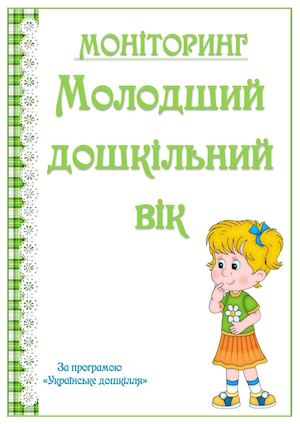 МОНІТОРИНГ
Молодший
дошкільний
вік
За програмою
«Українське дошкілля»